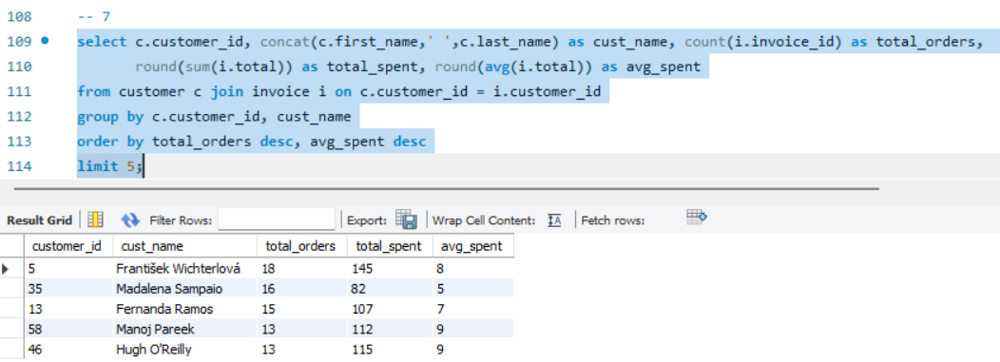 108 -- 7
109 select c.customer_id, concat(c.first_name,' ',c.last_name) as cust_name, count(i.invoice_id) as total_orders,
110 round(sum(i.total)) as total_spent, round(avg(i.total)) as avg_spent
111 from customer c join invoice i on c.customer_id = i.customer_id
112 group by c.customer_id, cust_name
113 order by total_orders desc, avg_spent desc
114 limit 5;
Result Grid Filter Rows: Export: Wrap Cell Content: IA Fetch rows:
customer_id cust_name total_orders total_spent avg_spent
5 František Wichterlová 18 145 8
35 Madalena Sampaio 16 82 5
13 Fernanda Ramos 15 107 7
58 Manoj Pareek 13 112 9
46 Hugh O'Reilly 13 115 9